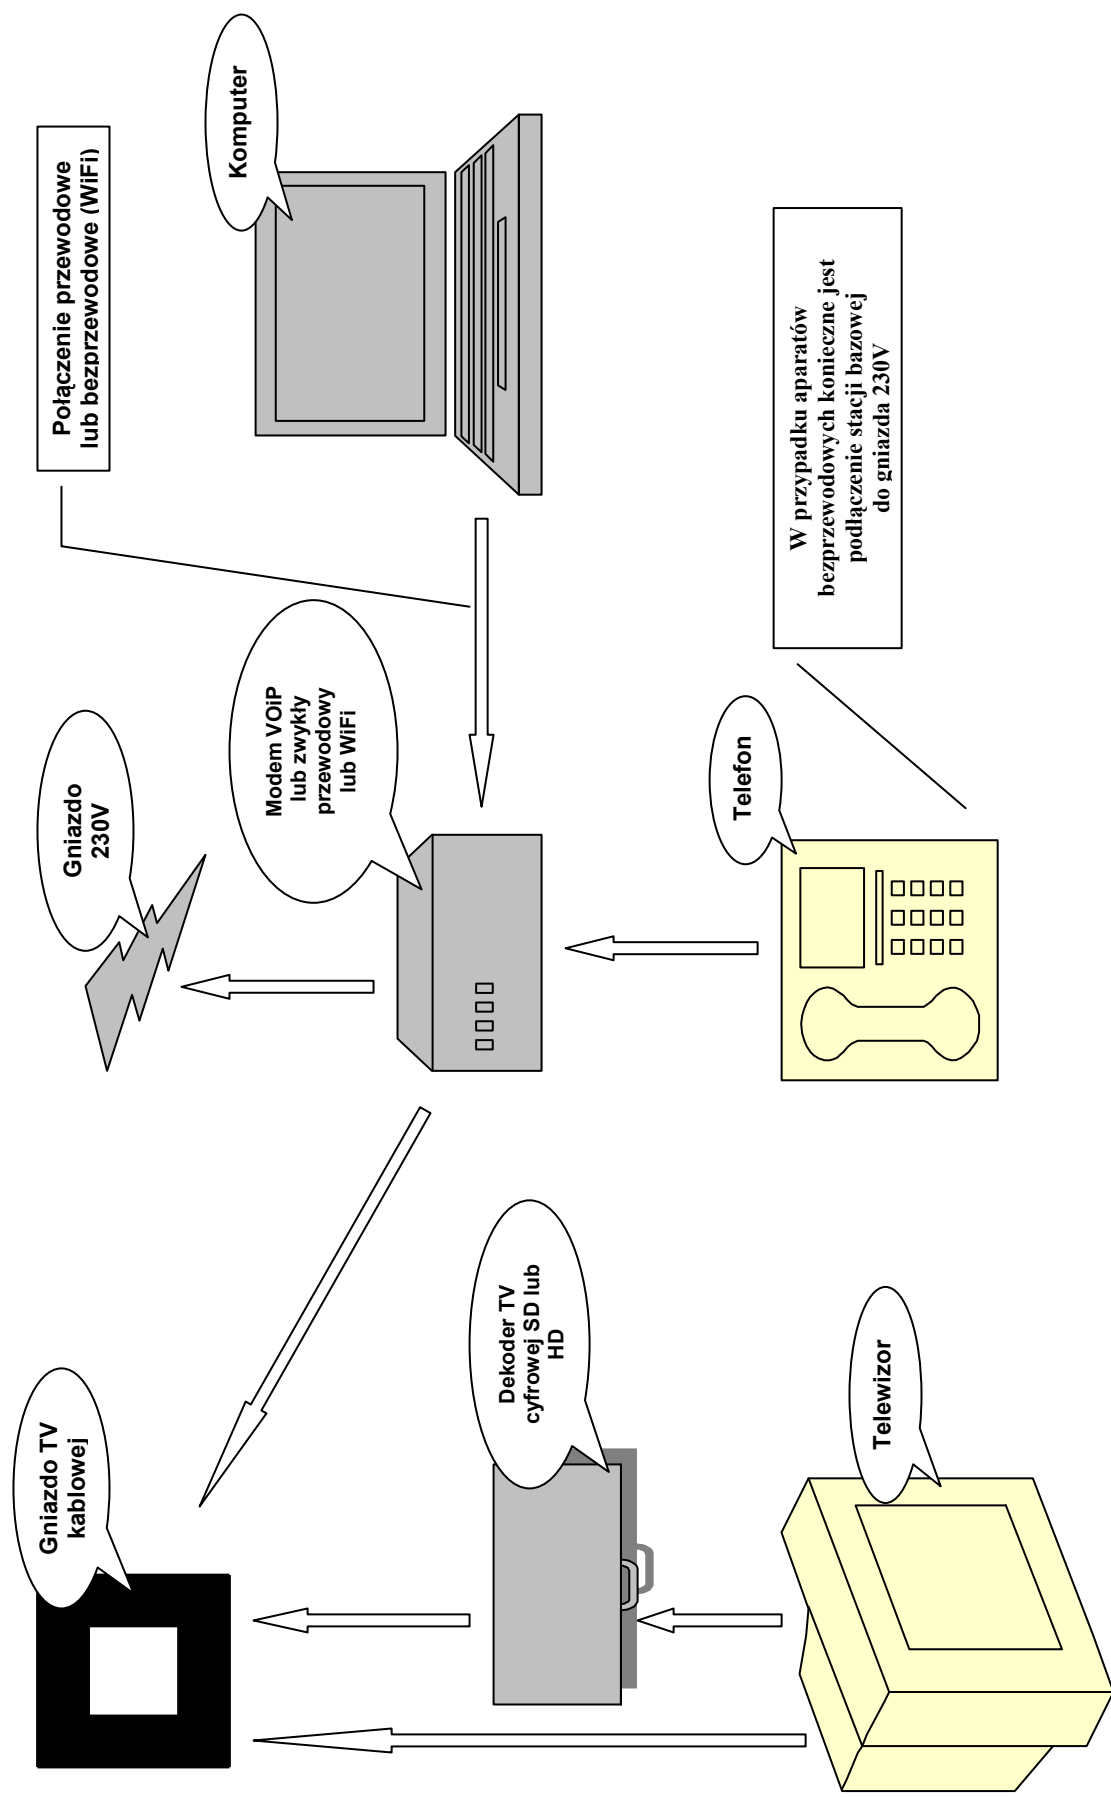 Gniazdo TV
kablowej
Gniazdo
230V
Połączenie przewodowe
lub bezprzewodowe (WiFi)
Komputer
Modem VOiP
lub zwykły
przewodowy
lub WiFi
Dekoder TV
cyfrowej SD lub
HD
Telewizor
Telefon
W przypadku aparatów
bezprzewodowych konieczne jest
podłączenie stacji bazowej
do gniazda 230V